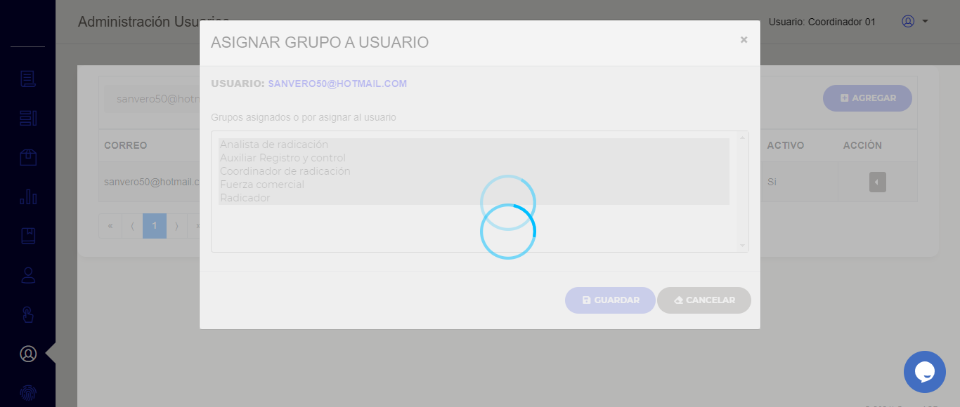 Administración Usuarios
Usuario: Coordinador 01
ASIGNAR GRUPO A USUARIO
×
USUARIO: SANVERO50@HOTMAIL.COM
sanvero50@hotm
AGREGAR
Grupos asignados o por asignar al usuario
CORREO
ACTIVO
ACCIÓN
Analista de radicación
Auxiliar Registro y control
Coordinador de radicación
Fuerza comercial
Radicador
sanvero50@hotmail.c
Si
« ⟨ 1 ⟩ »
GUARDAR
CANCELAR